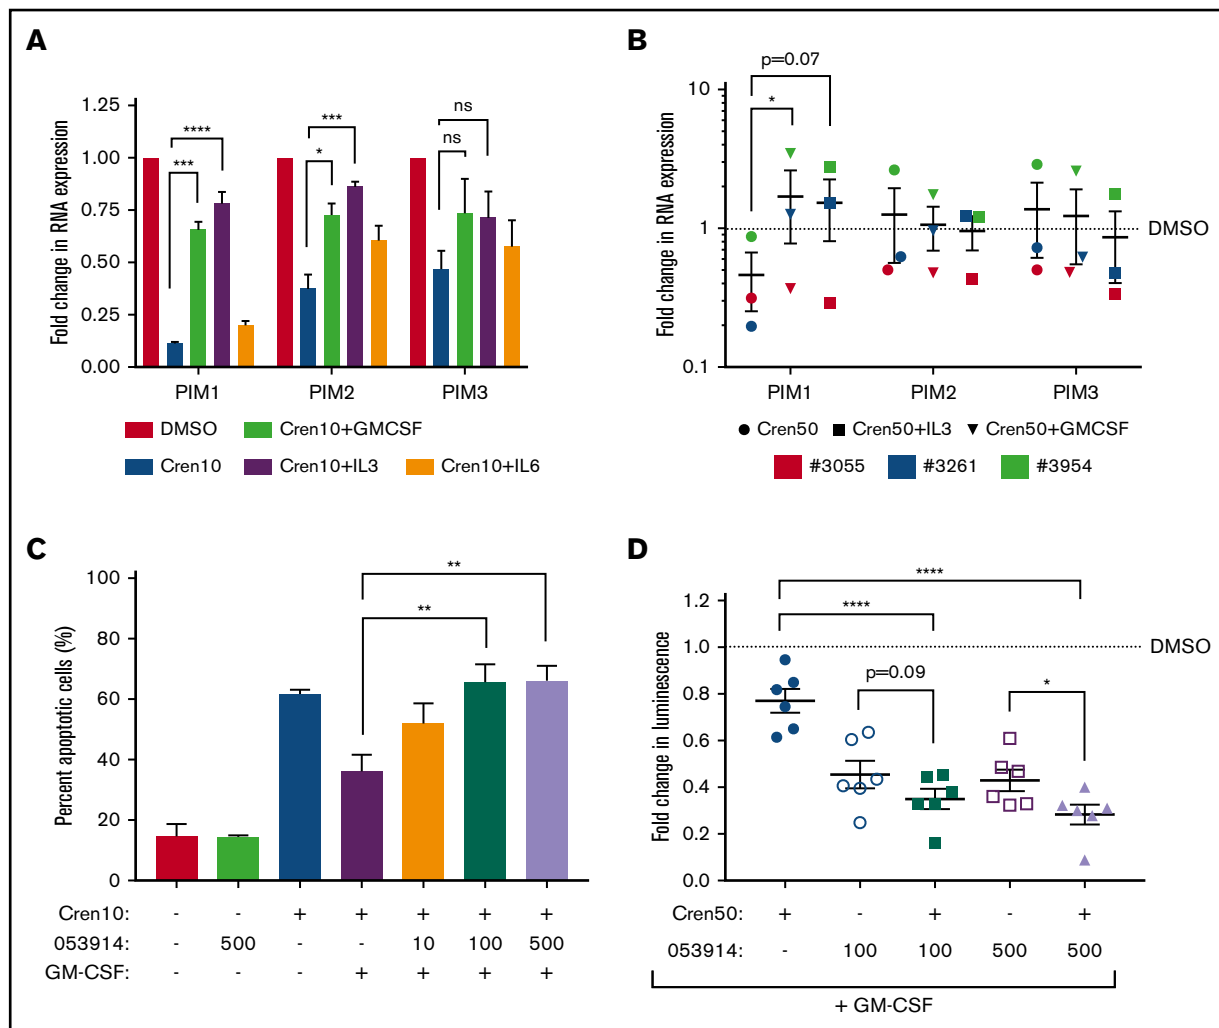 A
Fold change in RNA expression
1.25
1.00
0.75
0.50
0.25
0.00
****
***
***
*
ns
ns
PIM1 PIM2 PIM3
DMSO Cren10+GMCSF
Cren10 Cren10+IL3 Cren10+IL6
B
Fold change in RNA expression
10
1
0.1
p=0.07
*
DMSO
PIM1 PIM2 PIM3
Cren50 Cren50+IL3 Cren50+GMCSF
#3055 #3261 #3954
C
Percent apoptotic cells (%)
100
80
60
40
20
0
**
**
Cren10: - - + + + + +
053914: - 500 - - 10 100 500
GM-CSF: - - - + + + +
D
Fold change in luminescence
1.2
1.0
0.8
0.6
0.4
0.2
0.0
****
****
DMSO
p=0.09
*
Cren50: + - + - +
053914: - 100 100 500 500
+ GM-CSF